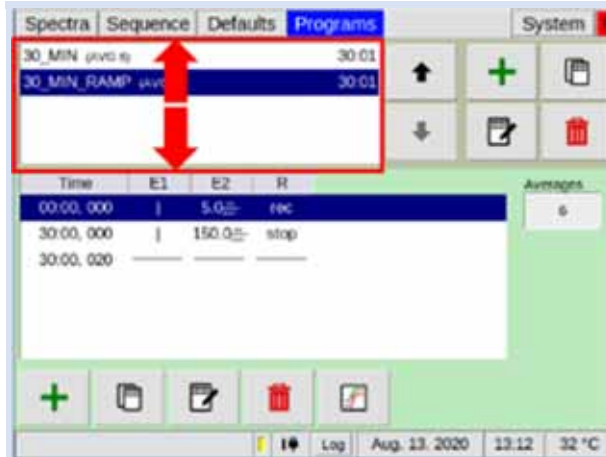 Spectra Sequence Defaults Programs System
30_MIN (AVG 6) 30:01
30_MIN_RAMP 30:01
Time E1 E2 R Averages
00:00, 000 | 5.0 rec 6
30:00, 000 | 150.0 stop
30:00, 020
Log Aug. 13. 2020 13:12 32 °C